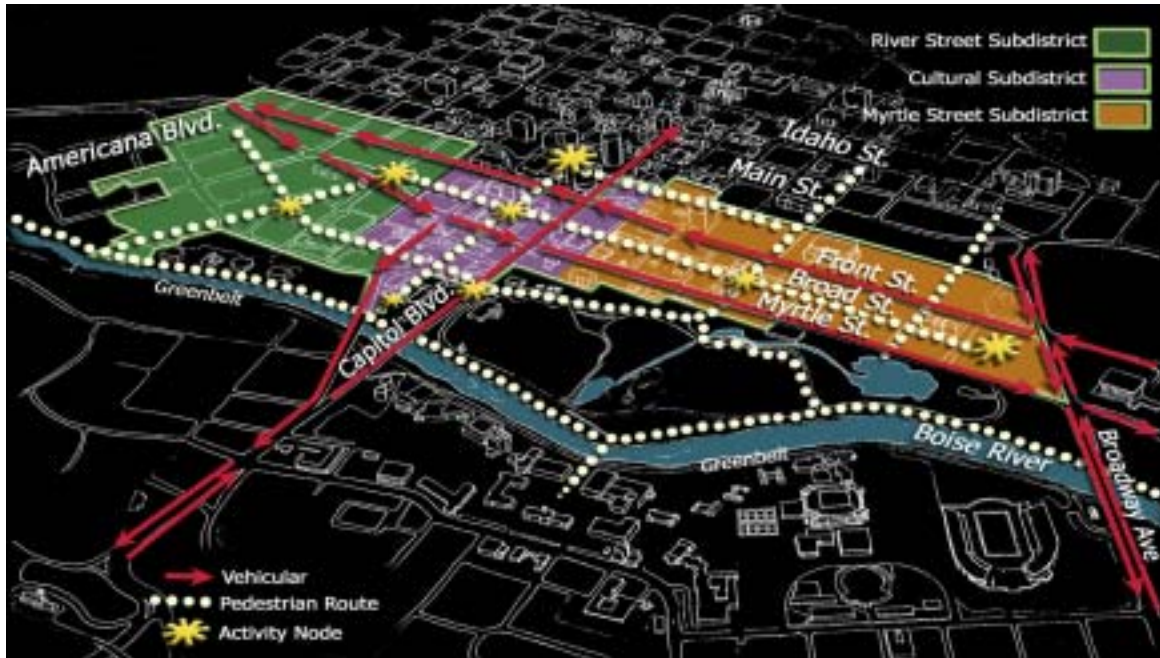 River Street Subdistrict
Cultural Subdistrict
Myrtle Street Subdistrict
Americana Blvd.
Idaho St.
Main St.
Front St.
Broad St.
Myrtle St.
Greenbelt
Capitol Blvd.
Boise River
Greenbelt
Broadway Ave
Vehicular
Pedestrian Route
Activity Node